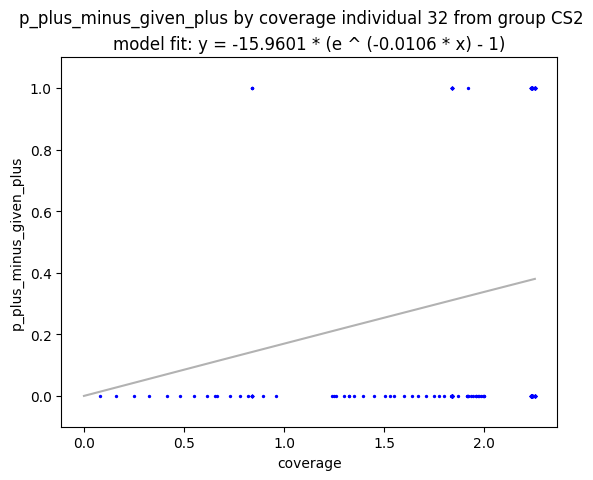 p_plus_minus_given_plus by coverage individual 32 from group CS2
model fit: y = -15.9601 * (e ^ (-0.0106 * x) - 1)
1.0
0.8
0.6
0.4
0.2
0.0
p_plus_minus_given_plus
0.0 0.5 1.0 1.5 2.0
coverage